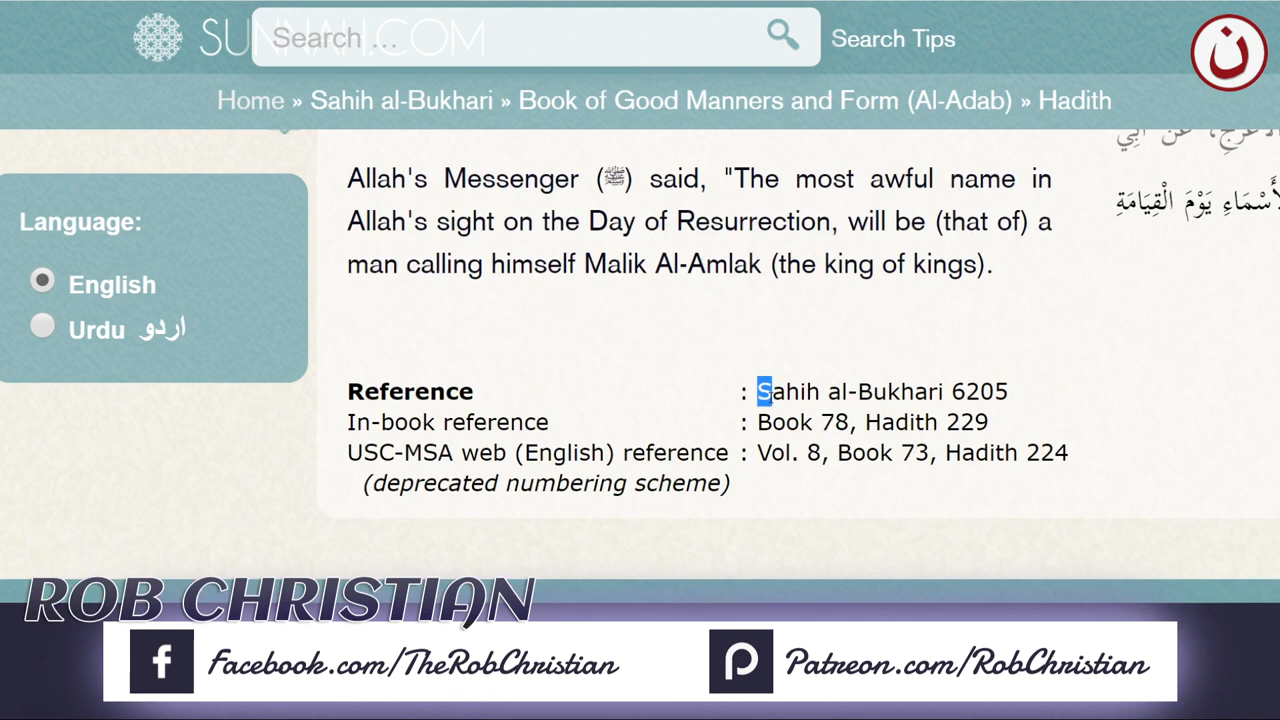 SUNNAH.COM
Search ...
Search Tips
ن
Home » Sahih al-Bukhari » Book of Good Manners and Form (Al-Adab) » Hadith
Language:
English
Urdu اردو
Allah's Messenger (ﷺ) said, "The most awful name in
Allah's sight on the Day of Resurrection, will be (that of) a
man calling himself Malik Al-Amlak (the king of kings).
الأَعْرَجِ، عَنْ أَبِي
يَوْمَ الْقِيَامَةِ
Reference : Sahih al-Bukhari 6205
In-book reference : Book 78, Hadith 229
USC-MSA web (English) reference : Vol. 8, Book 73, Hadith 224
(deprecated numbering scheme)
ROB CHRISTIAN
Facebook.com/TheRobChristian
Patreon.com/RobChristian